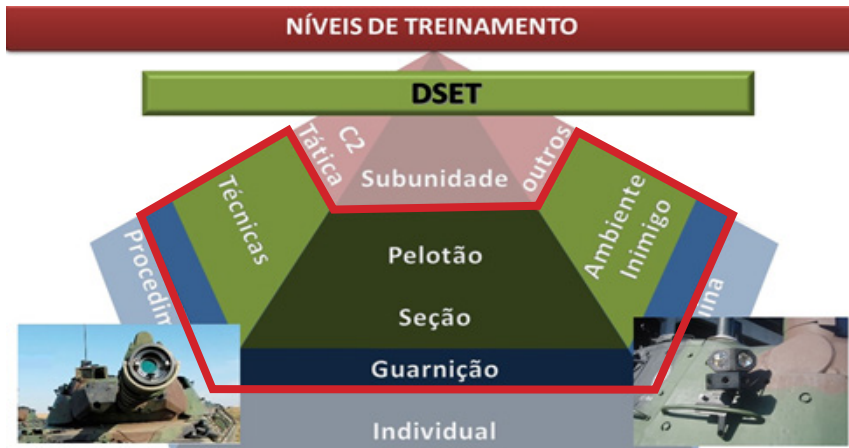 NÍVEIS DE TREINAMENTO
DSET
Tática
C2
outros
Subunidade
Técnicas
Ambiente
Inimigo
Pelotão
Seção
Guarnição
Individual